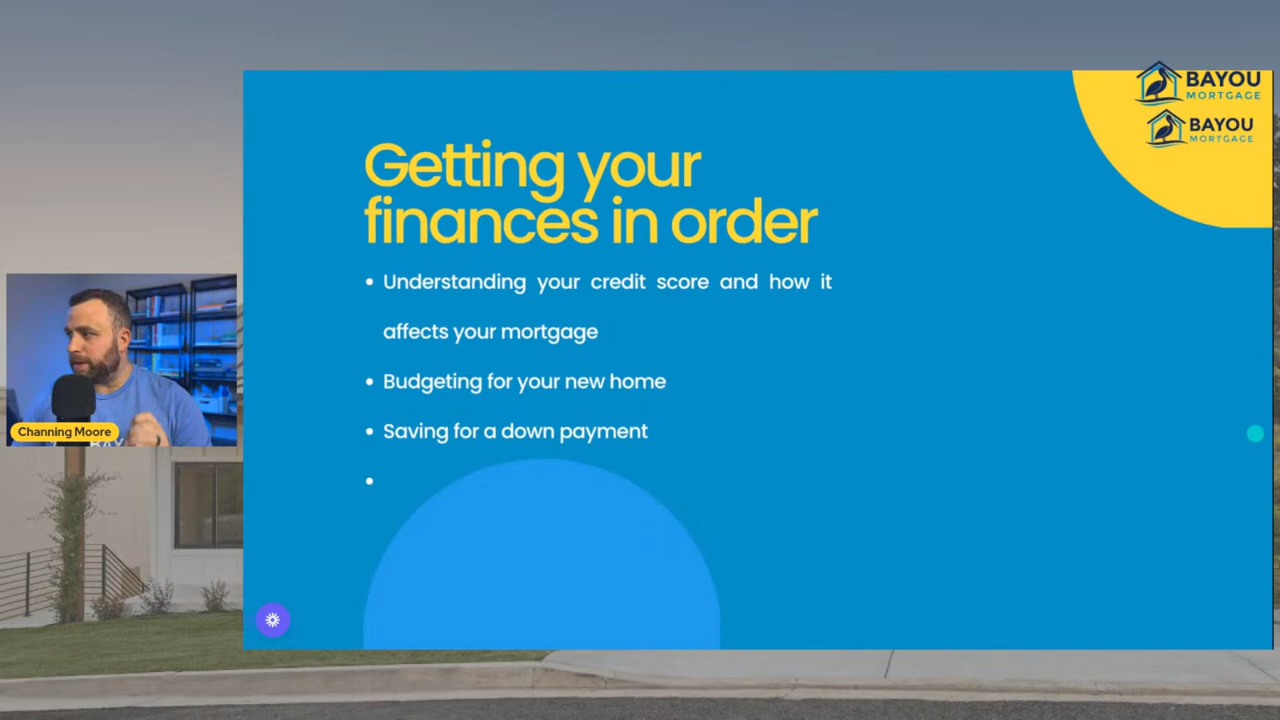 BAYOU
MORTGAGE
BAYOU
MORTGAGE
Getting your
finances in order
• Understanding your credit score and how it
affects your mortgage
• Budgeting for your new home
• Saving for a down payment
•
Channing Moore